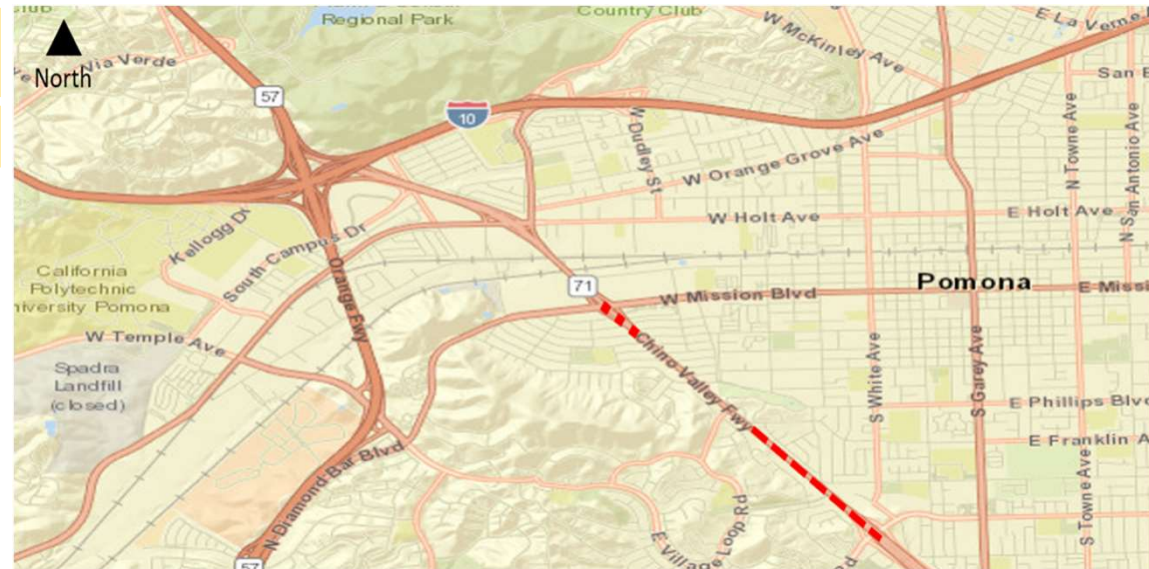 Regional Park
Country Club
E La Verne
W McKinley Ave
North
Via Verde
San
57
10
W Dudley St
N Towne Ave
N San Antonio Ave
W Orange Grove Ave
W Holt Ave
E Holt Ave
Kellogg Dr
South Campus Dr
California
Polytechnic
niversity Pomona
Orange Fwy
71
Pomona
W Mission Blvd
E Missi
W Temple Ave
Chino Valley Fwy
Spadra
Landfill
(closed)
S White Ave
S Garey Ave
E Phillips Blv
E Franklin A
N Diamond Bar Blvd
S Towne Ave
E Village Loop Rd
57